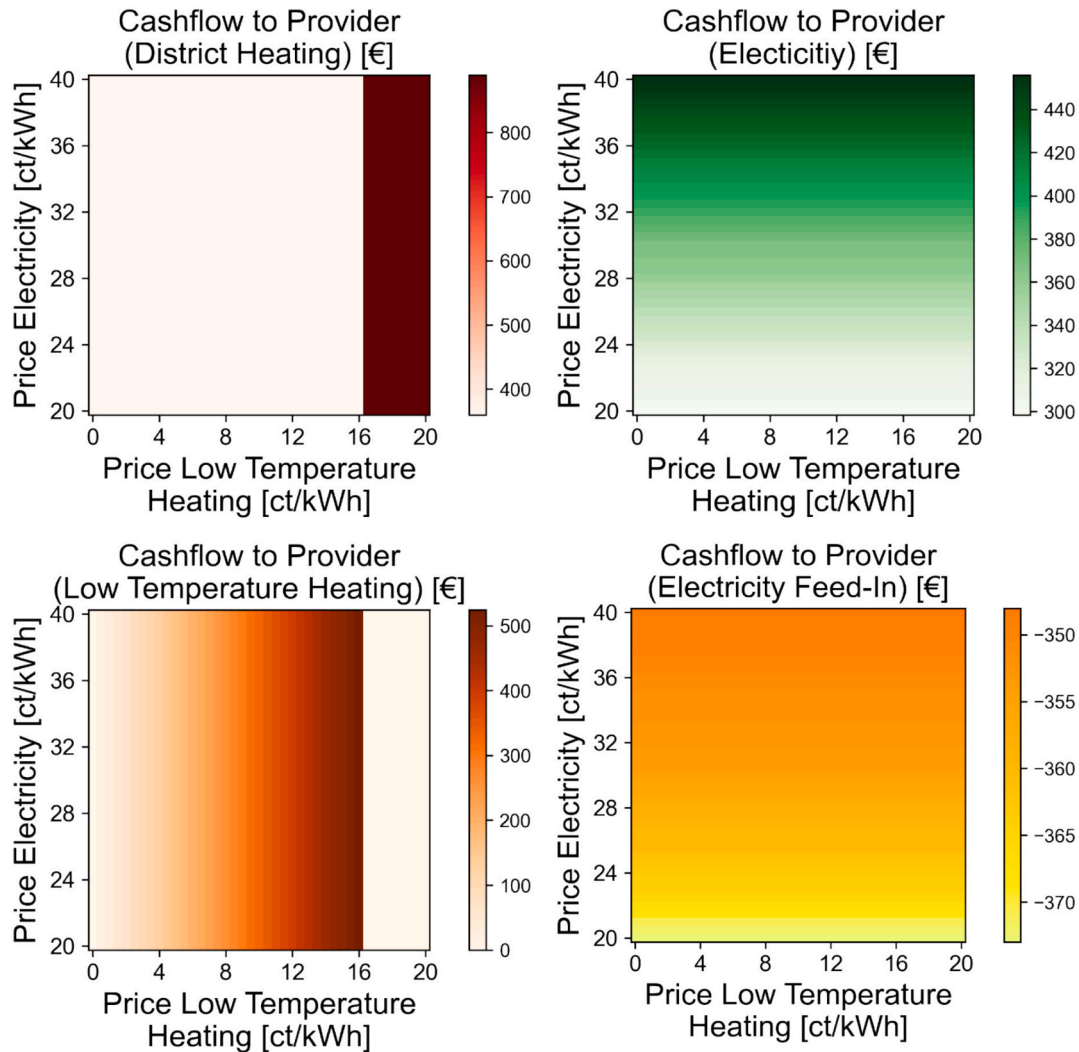 Cashflow to Provider
(District Heating) [€]
40
36
32
28
24
20
0 4 8 12 16 20
Price Electricity [ct/kWh]
Price Low Temperature
Heating [ct/kWh]
800
700
600
500
400
Cashflow to Provider
(Electicitiy) [€]
40
36
32
28
24
20
0 4 8 12 16 20
Price Electricity [ct/kWh]
Price Low Temperature
Heating [ct/kWh]
440
420
400
380
360
340
320
300
Cashflow to Provider
(Low Temperature Heating) [€]
40
36
32
28
24
20
0 4 8 12 16 20
Price Electricity [ct/kWh]
Price Low Temperature
Heating [ct/kWh]
500
400
300
200
100
0
Cashflow to Provider
(Electricity Feed-In) [€]
40
36
32
28
24
20
0 4 8 12 16 20
Price Electricity [ct/kWh]
Price Low Temperature
Heating [ct/kWh]
−350
−355
−360
−365
−370